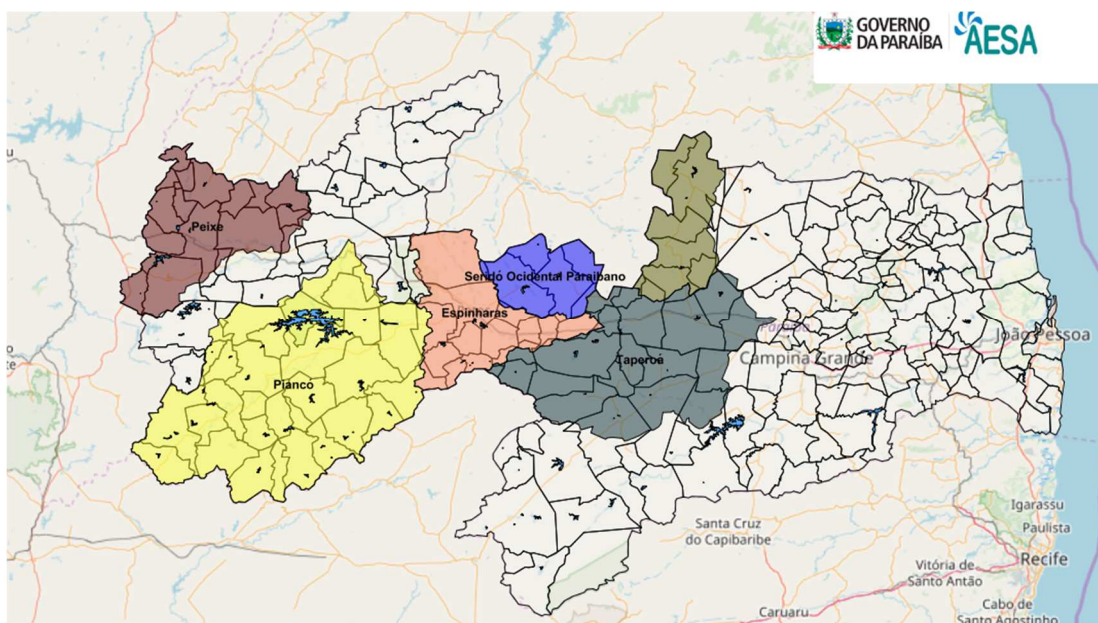 GOVERNO
DA PARAÍBA
AESA
Peixe
Seridó Ocidental Paraibano
Espinharas
Piancó
Taperoá
Campina Grande
João Pessoa
Santa Cruz
do Capibaribe
Igarassu
Paulista
Recife
Vitória de
Santo Antão
Caruaru
Cabo de
Santo Agostinho